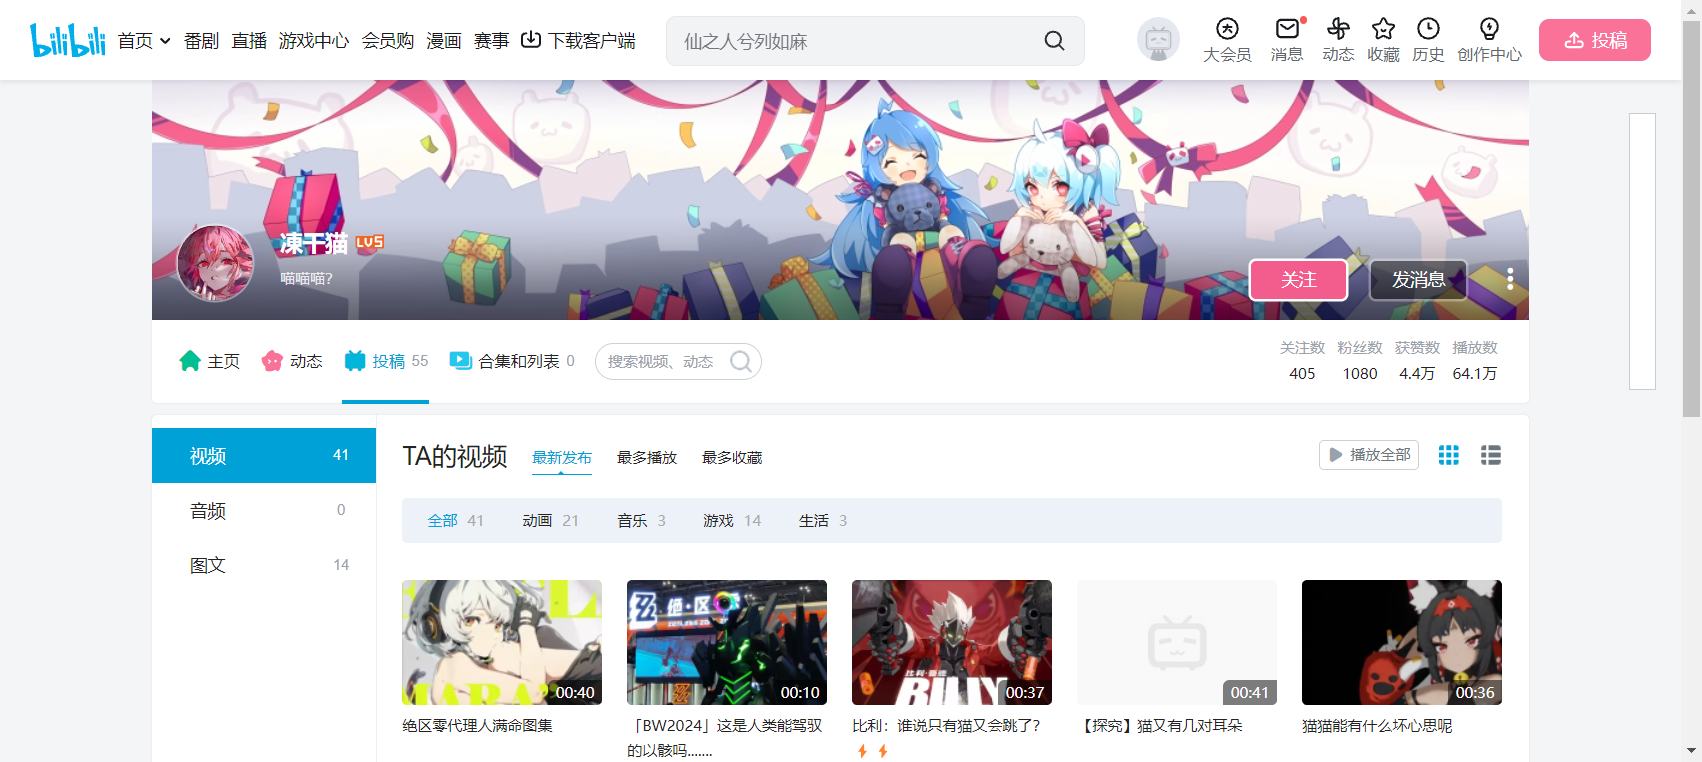 bilibili 首页 番剧 直播 游戏中心 会员购 漫画 赛事 下载客户端 仙之人兮列如麻 大会员 消息 动态 收藏 历史 创作中心 投稿
凍干猫 LV5
喵喵喵?
关注 发消息
主页 动态 投稿 55 合集和列表 0 搜索视频、动态
关注数 粉丝数 获赞数 播放数
405 1080 4.4万 64.1万
视频 41
音频 0
图文 14
TA的视频 最新发布 最多播放 最多收藏 播放全部
全部 41 动画 21 音乐 3 游戏 14 生活 3
绝·区零
比利·奇德
BILLY
00:40 00:10 00:37 00:41 00:36
绝区零代理人满命图集
「BW2024」这是人类能驾驭
的以骸吗.......
比利：谁说只有猫又会跳了?
【探究】猫又有几对耳朵
猫猫能有什么坏心思呢